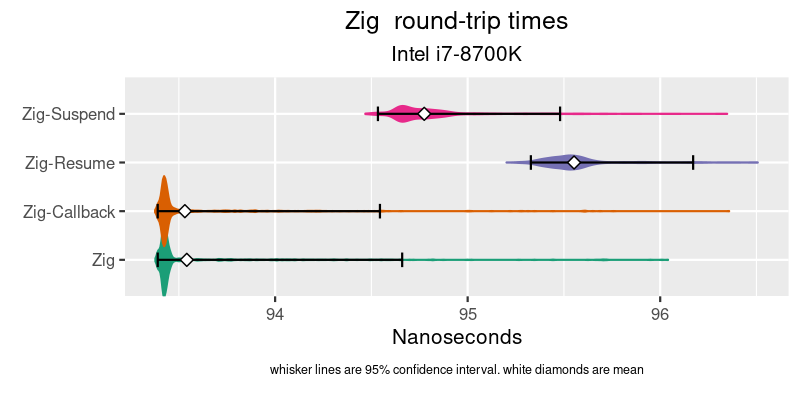 Zig  round-trip times
Intel i7-8700K
Zig-Suspend
Zig-Resume
Zig-Callback
Zig
94 95 96
Nanoseconds
whisker lines are 95% confidence interval. white diamonds are mean